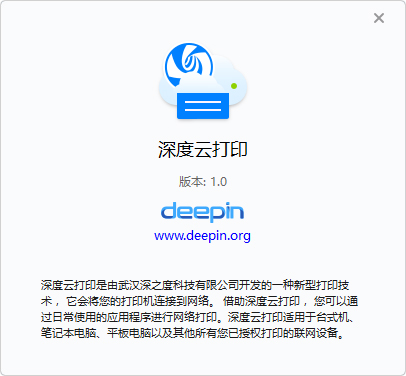 深度云打印
版本: 1.0
deepin
www.deepin.org
深度云打印是由武汉深之度科技有限公司开发的一种新型打印技
术， 它会将您的打印机连接到网络。 借助深度云打印 ，您可以通
过日常使用的应用程序进行网络打印。深度云打印适用于台式机、
笔记本电脑、平板电脑以及其他所有您已授权打印的联网设备。